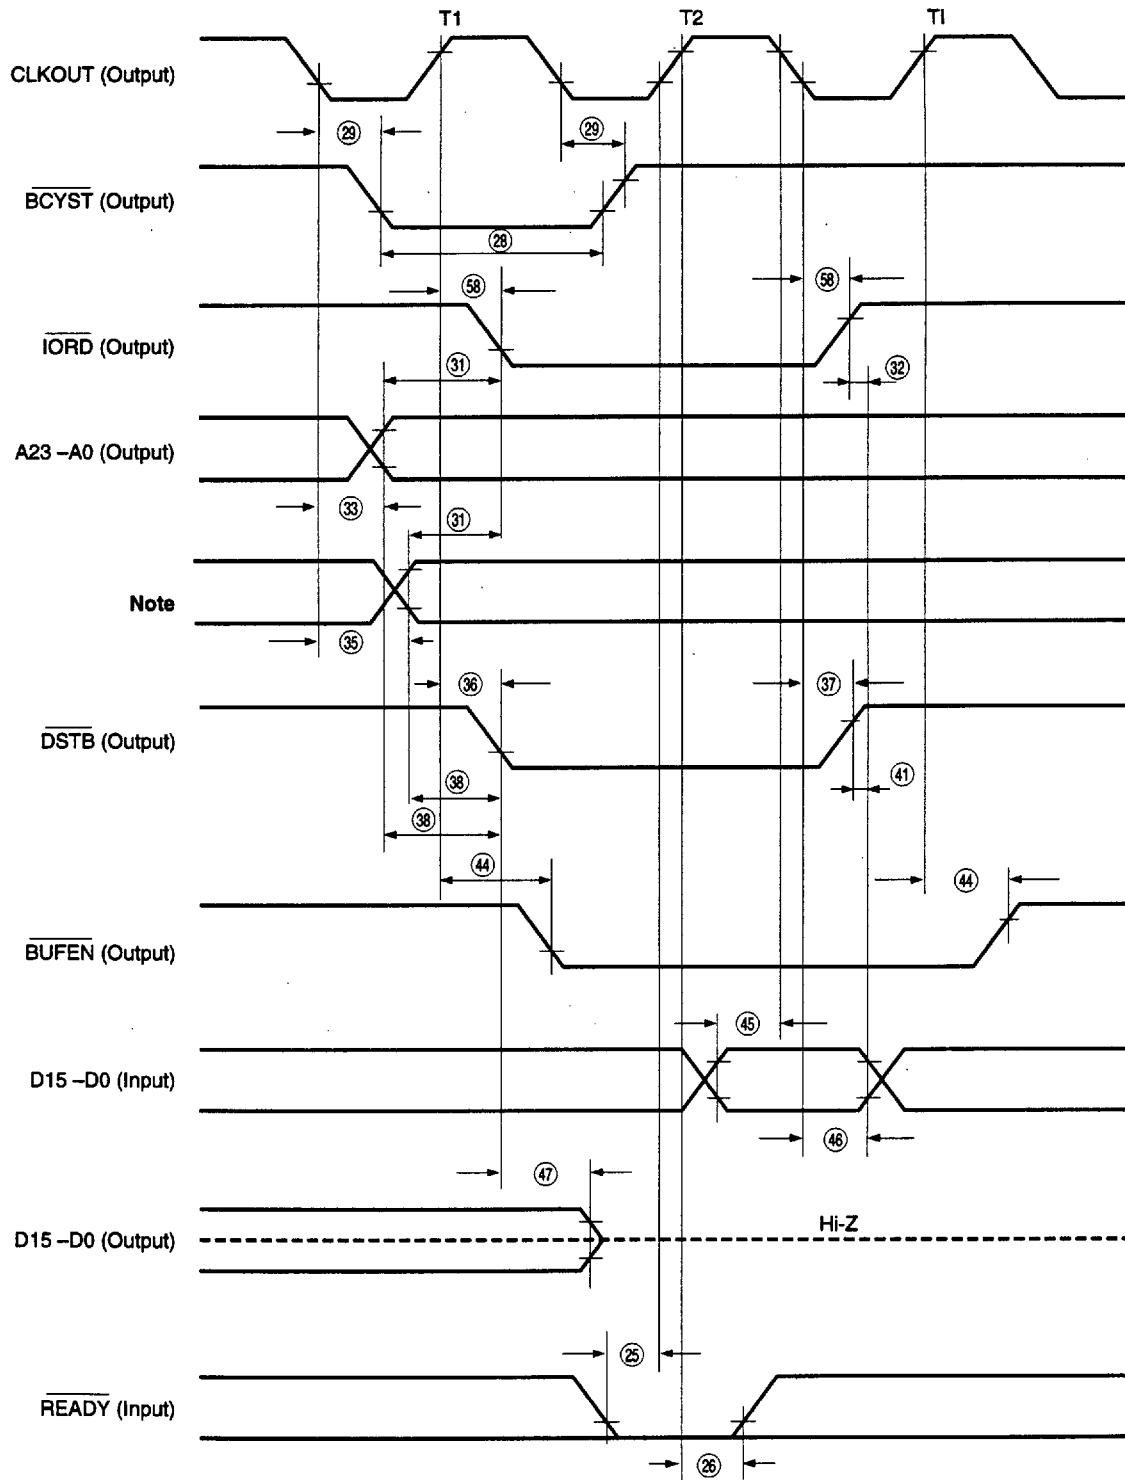 T1 T2 TI
CLKOUT (Output)
29 29
BCYST (Output)
28
58 58
IORD (Output)
31 32
A23 –A0 (Output)
33 31
Note
35
36 37
DSTB (Output)
41
38
38
44 44
BUFEN (Output)
45
D15 –D0 (Input)
46
47
Hi-Z
D15 –D0 (Output)
25
READY (Input)
26